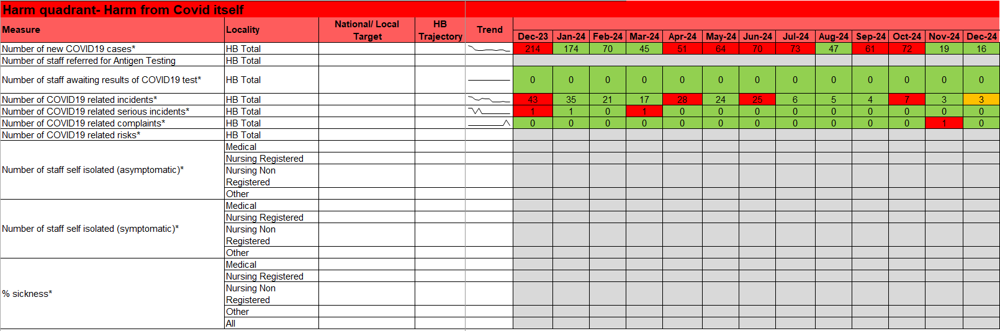 Harm quadrant- Harm from Covid itself
Measure Locality National/ Local Target HB Trajectory Trend Dec-23 Jan-24 Feb-24 Mar-24 Apr-24 May-24 Jun-24 Jul-24 Aug-24 Sep-24 Oct-24 Nov-24 Dec-24
Number of new COVID19 cases* HB Total 214 174 70 45 51 64 70 73 47 61 72 19 16
Number of staff referred for Antigen Testing HB Total
Number of staff awaiting results of COVID19 test* HB Total 0 0 0 0 0 0 0 0 0 0 0 0 0
Number of COVID19 related incidents* HB Total 43 35 21 17 28 24 25 6 5 4 7 3 3
Number of COVID19 related serious incidents* HB Total 1 1 0 1 0 0 0 0 0 0 0 0 0
Number of COVID19 related complaints* HB Total 0 0 0 0 0 0 0 0 0 0 0 1 0
Number of COVID19 related risks* HB Total
Number of staff self isolated (asymptomatic)*
Medical
Nursing Registered
Nursing Non
Registered
Other
Number of staff self isolated (symptomatic)*
Medical
Nursing Registered
Nursing Non
Registered
Other
% sickness*
Medical
Nursing Registered
Nursing Non
Registered
Other
All